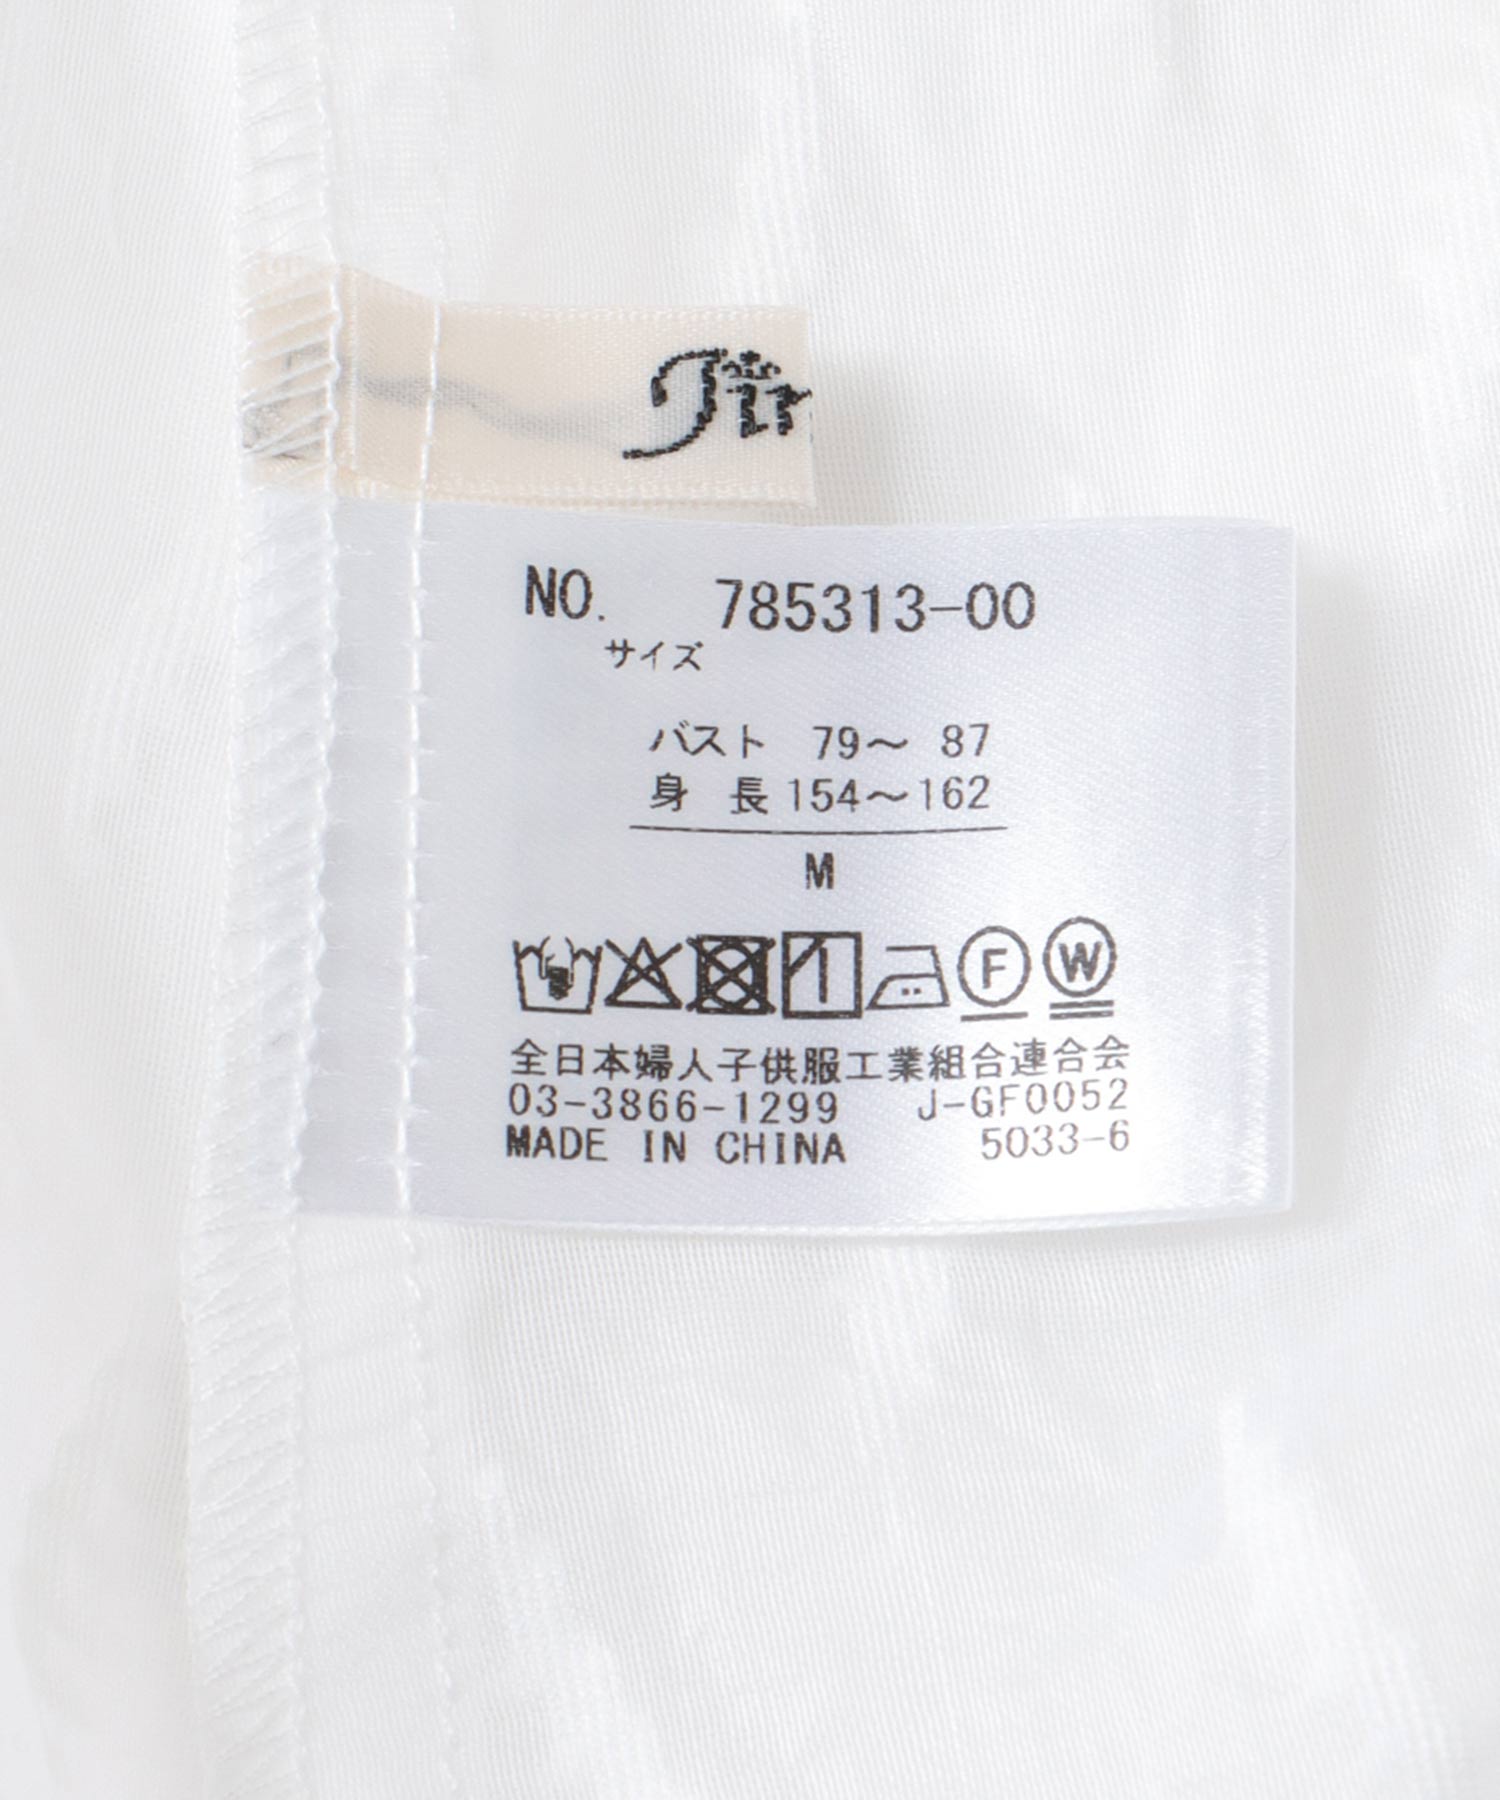 NO. 785313-00
サイズ
バスト 79～ 87
身 長 154～162
M
F W
全日本婦人子供服工業組合連合会
03-3866-1299 J-GF0052
MADE IN CHINA 5033-6